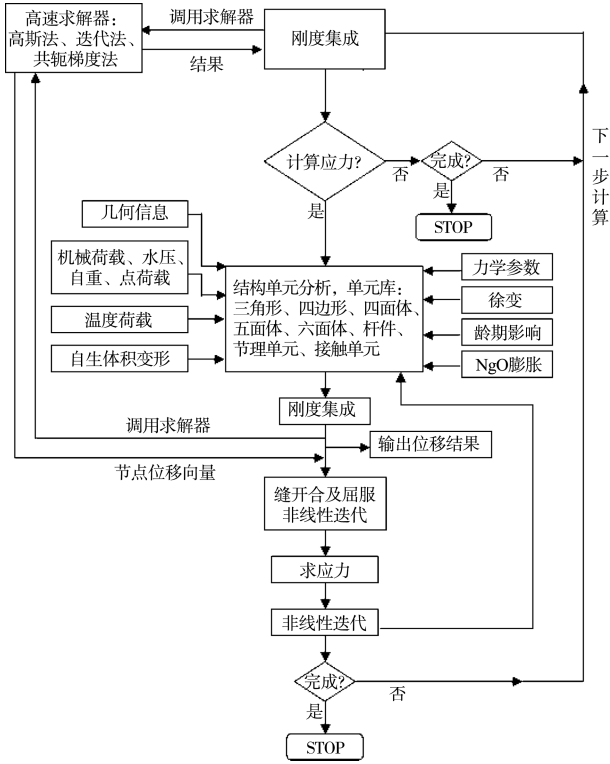 高速求解器：
高斯法、迭代法、
共轭梯度法
调用求解器
结果
刚度集成
计算应力?
否
完成?
否
是
STOP
是
下一步计算
几何信息
机械荷载、水压、
自重、点荷载
温度荷载
自生体积变形
结构单元分析，单元库：
三角形、四边形、四面体、
五面体、六面体、杆件、
节理单元、接触单元
力学参数
徐变
龄期影响
NgO膨胀
刚度集成
调用求解器
输出位移结果
节点位移向量
缝开合及屈服
非线性迭代
求应力
非线性迭代
完成?
否
是
STOP